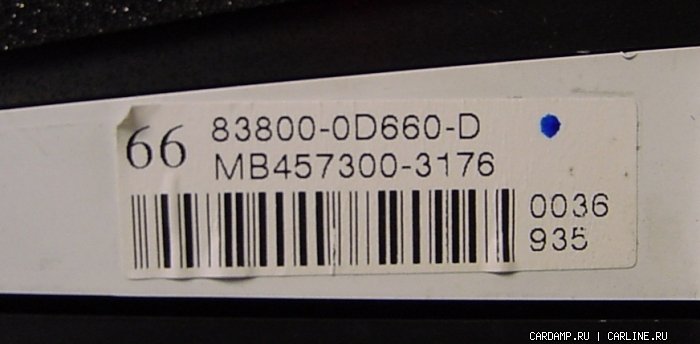 66 83800-0D660-D
MB457300-3176
0036
935
CARDAMP.RU | CARLINE.RU